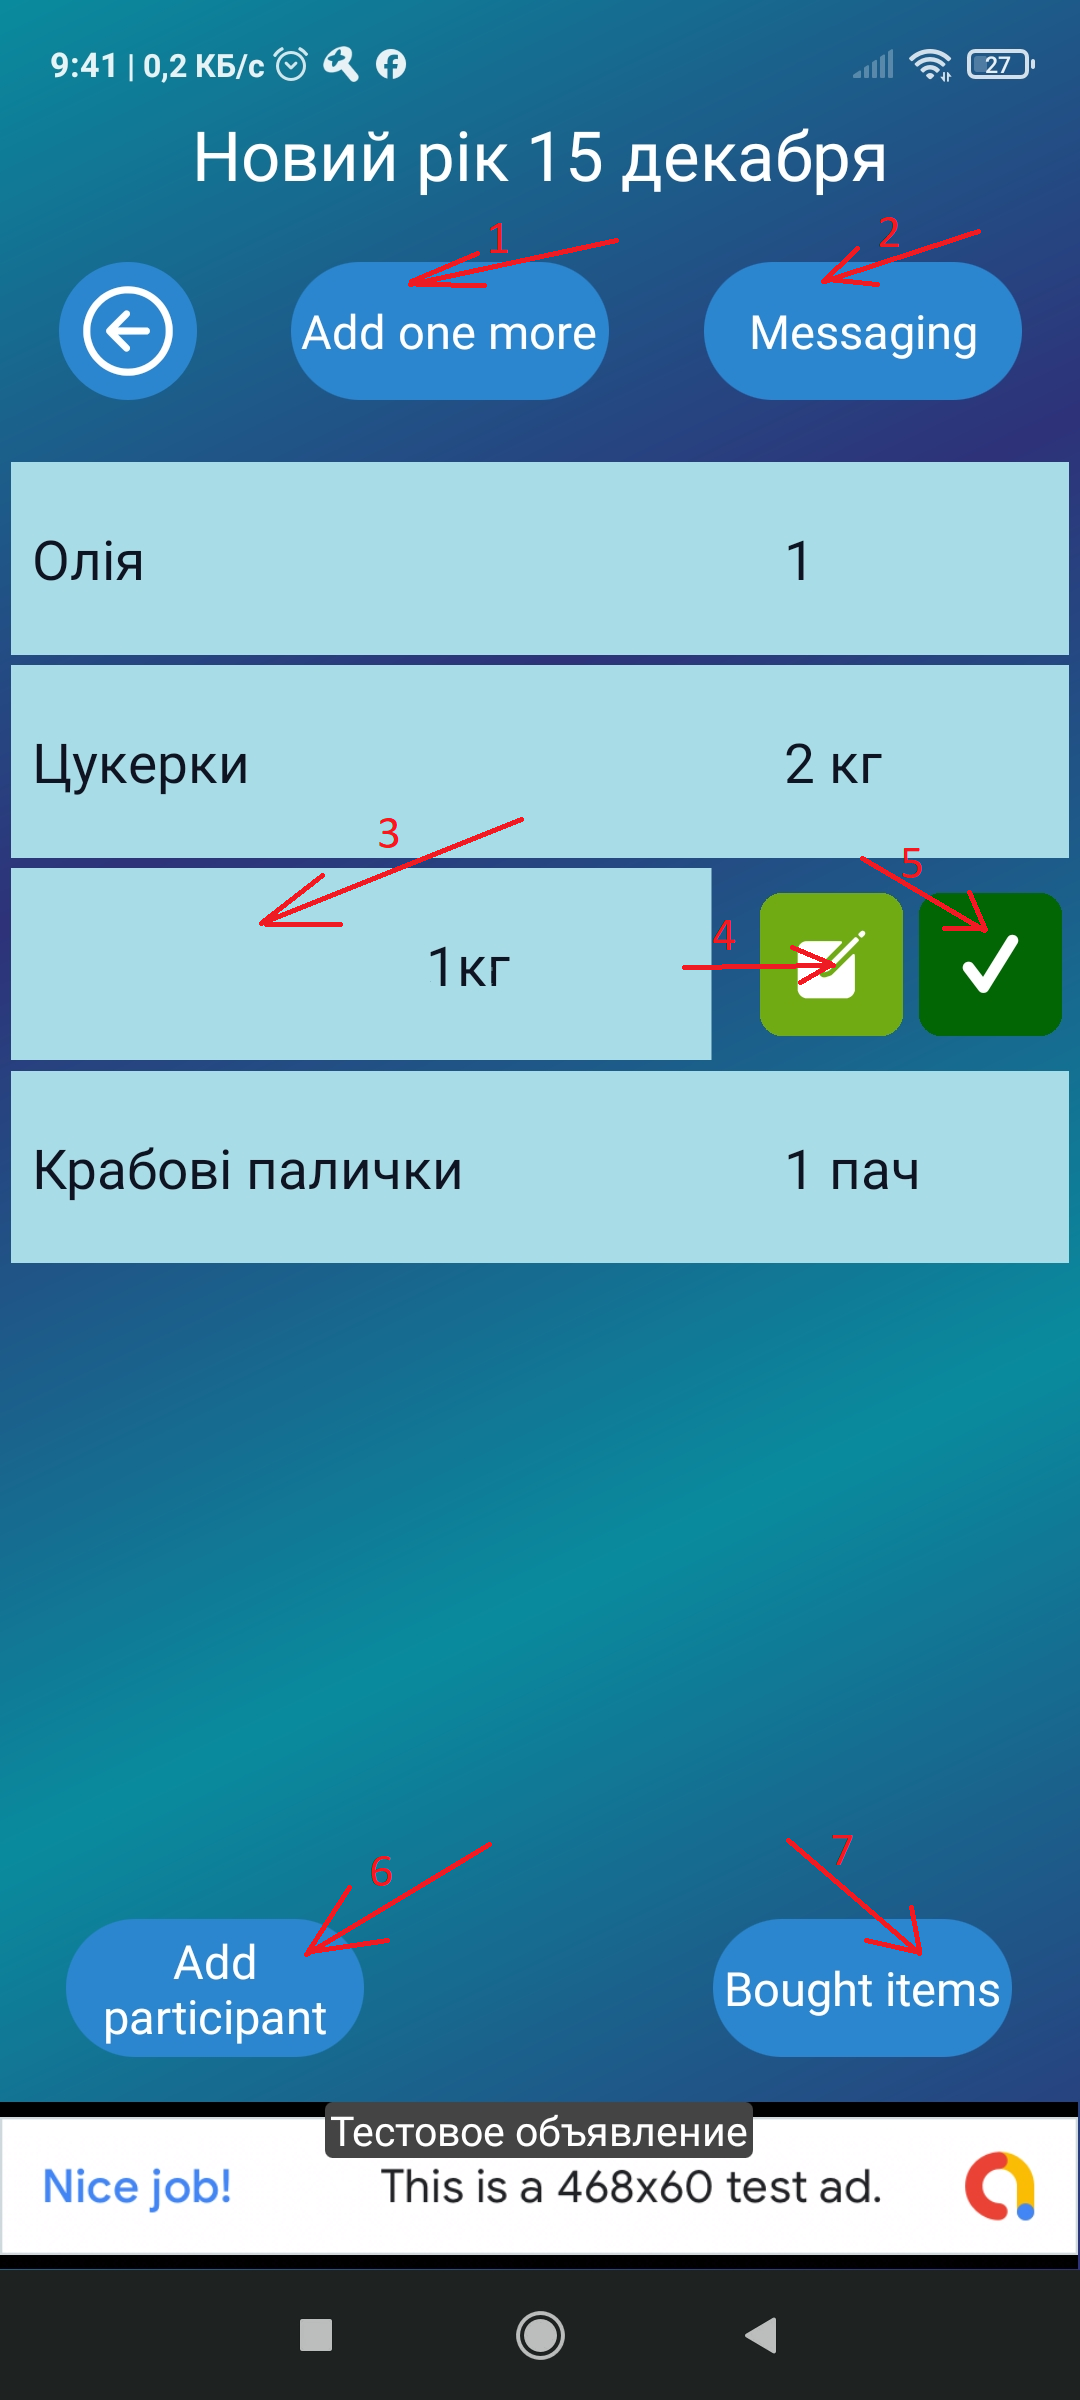 9:41 | 0,2 КБ/с
27
Новий рік 15 декабря
1
2
Add one more
Messaging
Олія 1
Цукерки 2 кг
3
5
4
1кг
Крабові палички 1 пач
6
7
Add
participant
Bought items
Тестовое объявление
Nice job! This is a 468x60 test ad.